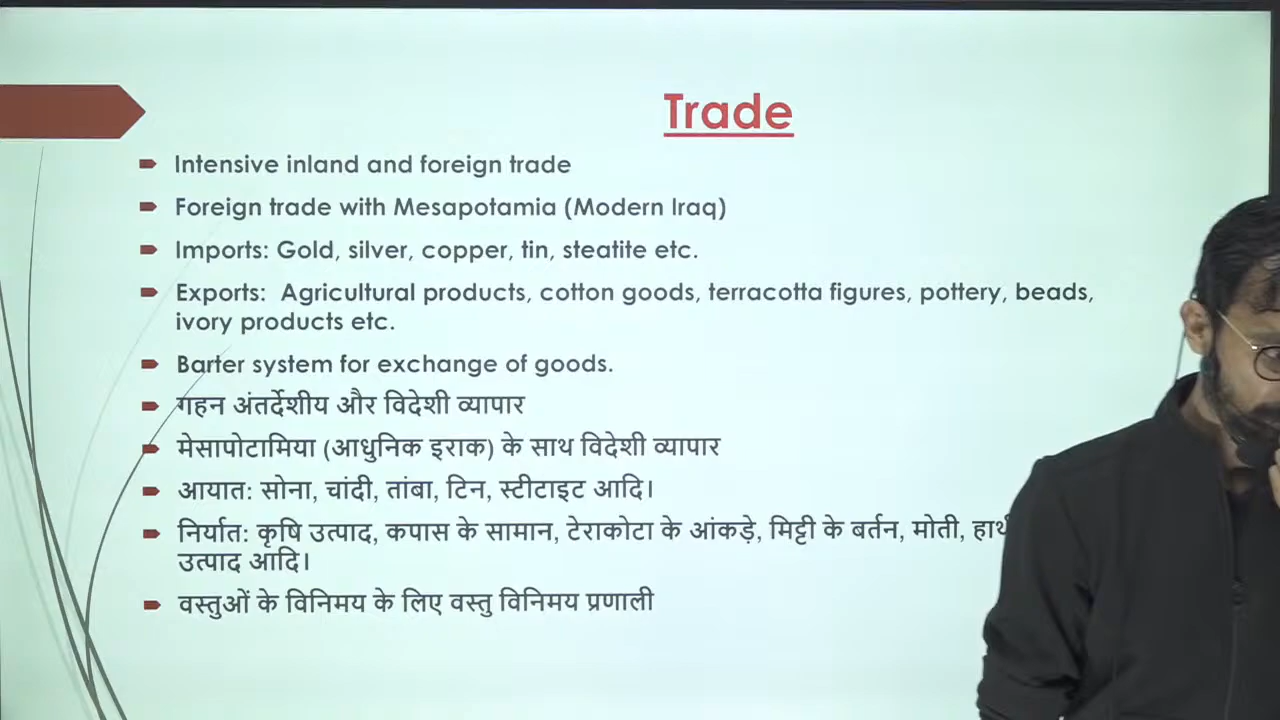 Trade
Intensive inland and foreign trade
Foreign trade with Mesapotamia (Modern Iraq)
Imports: Gold, silver, copper, tin, steatite etc.
Exports: Agricultural products, cotton goods, terracotta figures, pottery, beads,
ivory products etc.
Barter system for exchange of goods.
गहन अंतर्देशीय और विदेशी व्यापार
मेसापोटामिया (आधुनिक इराक) के साथ विदेशी व्यापार
आयात: सोना, चांदी, तांबा, टिन, स्टीटाइट आदि।
निर्यात: कृषि उत्पाद, कपास के सामान, टेराकोटा के आंकड़े, मिट्टी के बर्तन, मोती,
उत्पाद आदि।
वस्तुओं के विनिमय के लिए वस्तु विनिमय प्रणाली